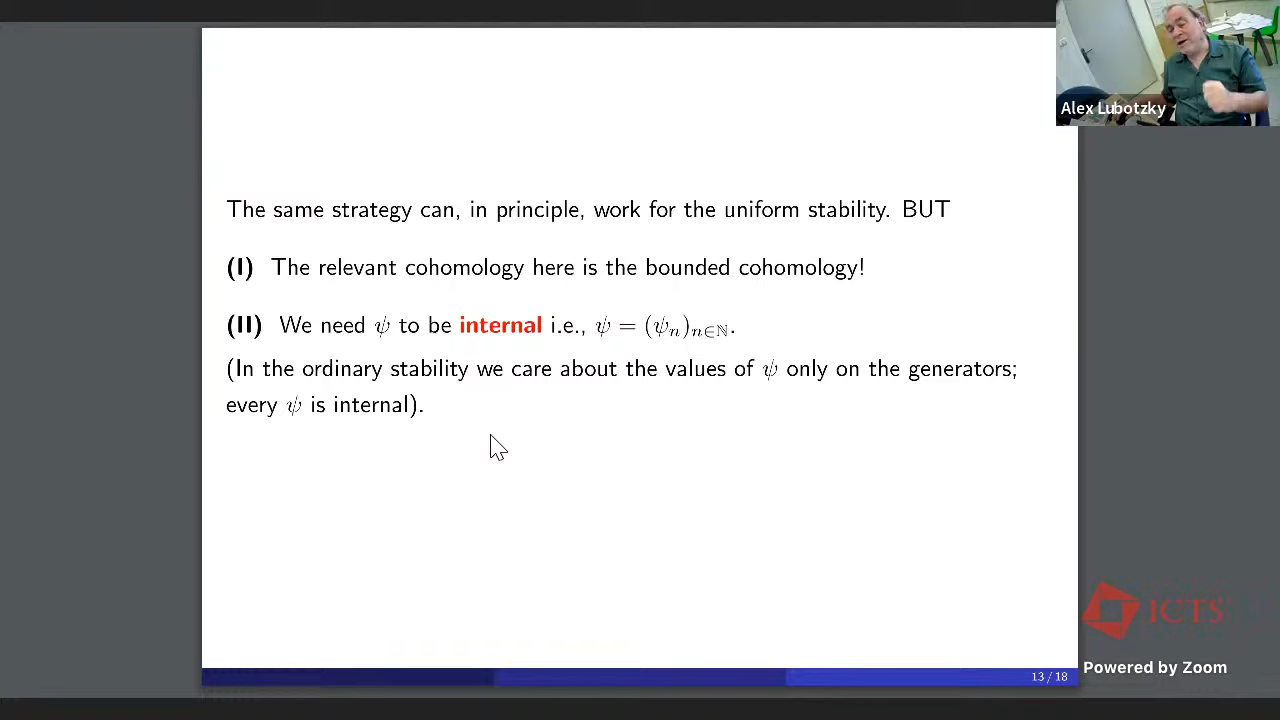 Alex Lubotzky
The same strategy can, in principle, work for the uniform stability. BUT
(I) The relevant cohomology here is the bounded cohomology!
(II) We need ψ to be internal i.e., ψ = (ψₙ)ₙ∈ℕ.
(In the ordinary stability we care about the values of ψ only on the generators;
every ψ is internal).
ICTS
Powered by Zoom
13 / 18